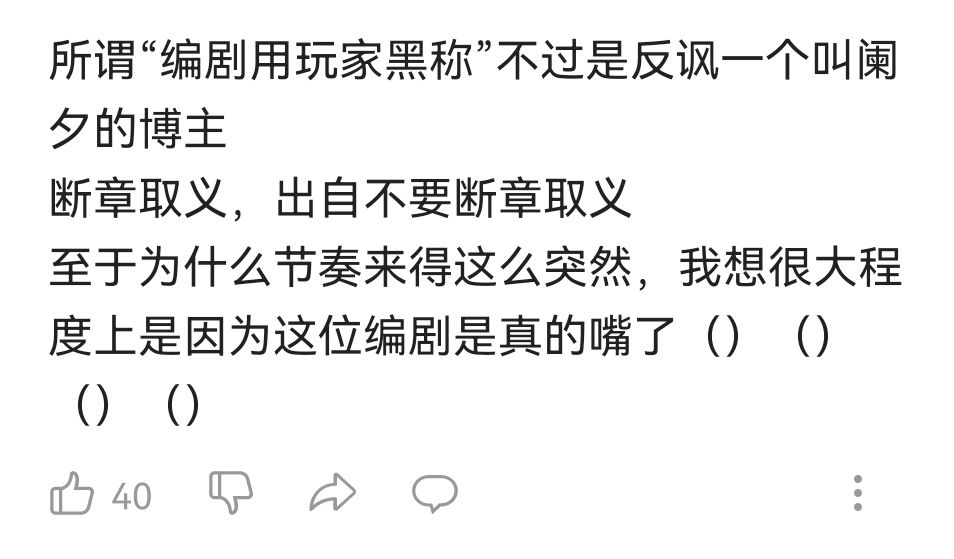 所谓“编剧用玩家黑称”不过是反讽一个叫阑
夕的博主
断章取义，出自不要断章取义
至于为什么节奏来得这么突然，我想很大程
度上是因为这位编剧是真的嘴了（）（）
（）（）
40